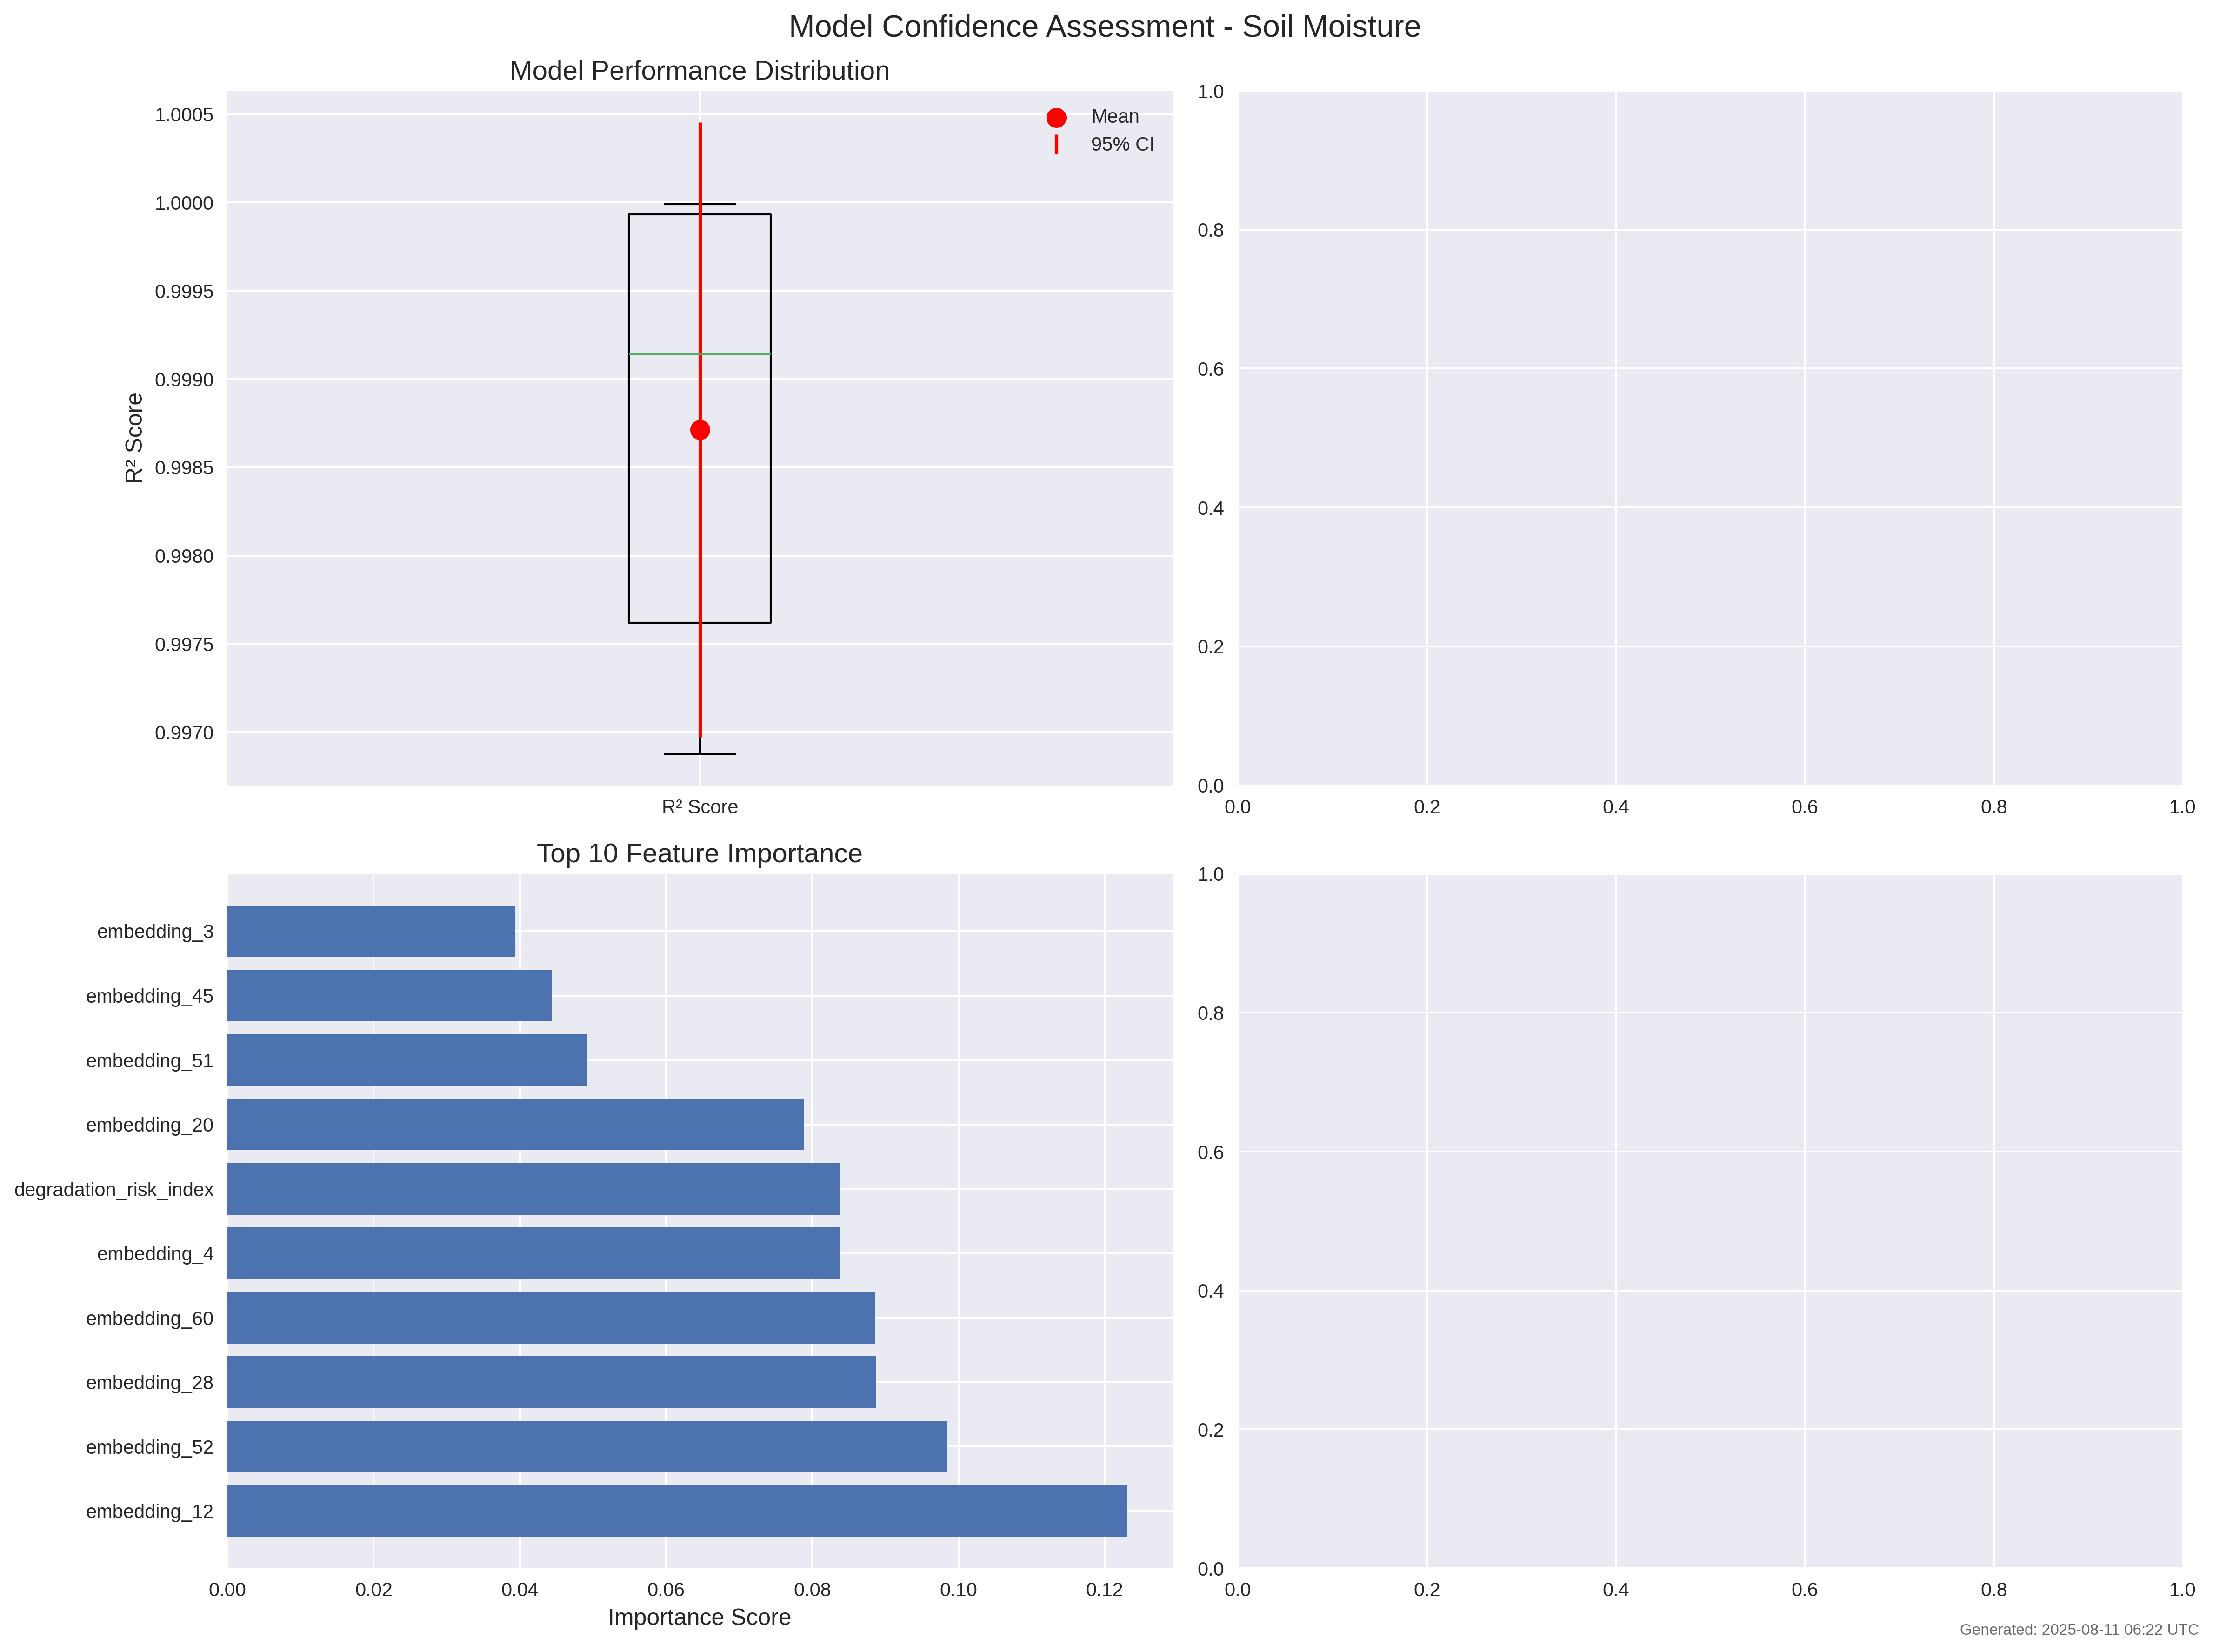 Model Confidence Assessment - Soil Moisture
Model Performance Distribution
Mean
95% CI
1.0005
1.0000
0.9995
0.9990
0.9985
0.9980
0.9975
0.9970
R² Score
R² Score
1.0
0.8
0.6
0.4
0.2
0.0
0.0 0.2 0.4 0.6 0.8 1.0
Top 10 Feature Importance
embedding_3
embedding_45
embedding_51
embedding_20
degradation_risk_index
embedding_4
embedding_60
embedding_28
embedding_52
embedding_12
0.00 0.02 0.04 0.06 0.08 0.10 0.12
Importance Score
1.0
0.8
0.6
0.4
0.2
0.0
0.0 0.2 0.4 0.6 0.8 1.0
Generated: 2025-08-11 06:22 UTC